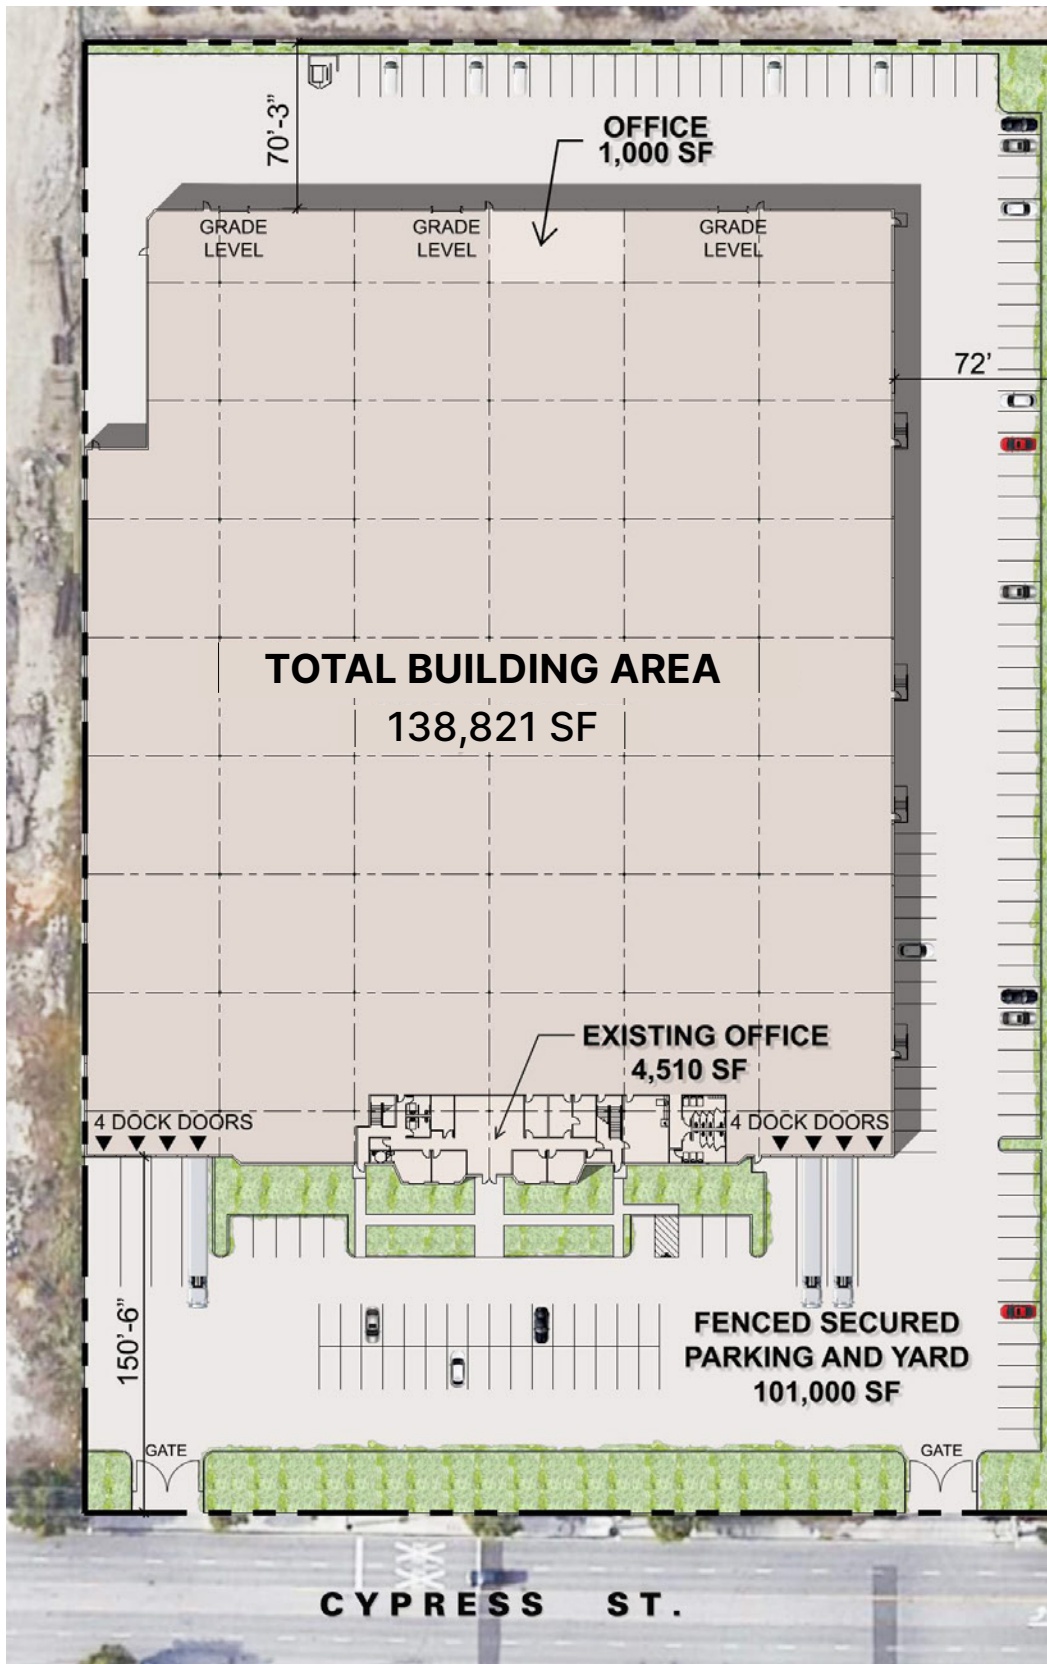 70'-3"
OFFICE
1,000 SF
GRADE
LEVEL
GRADE
LEVEL
GRADE
LEVEL
72'
TOTAL BUILDING AREA
138,821 SF
EXISTING OFFICE
4,510 SF
4 DOCK DOORS
4 DOCK DOORS
150'-6"
FENCED SECURED
PARKING AND YARD
101,000 SF
GATE
GATE
CYPRESS ST.